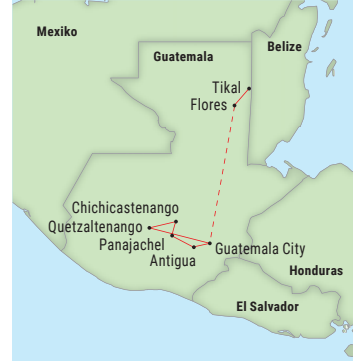 Mexiko
Belize
Guatemala
Tikal
Flores
Chichicastenango
Quetzaltenango
Panajachel
Guatemala City
Antigua
Honduras
El Salvador